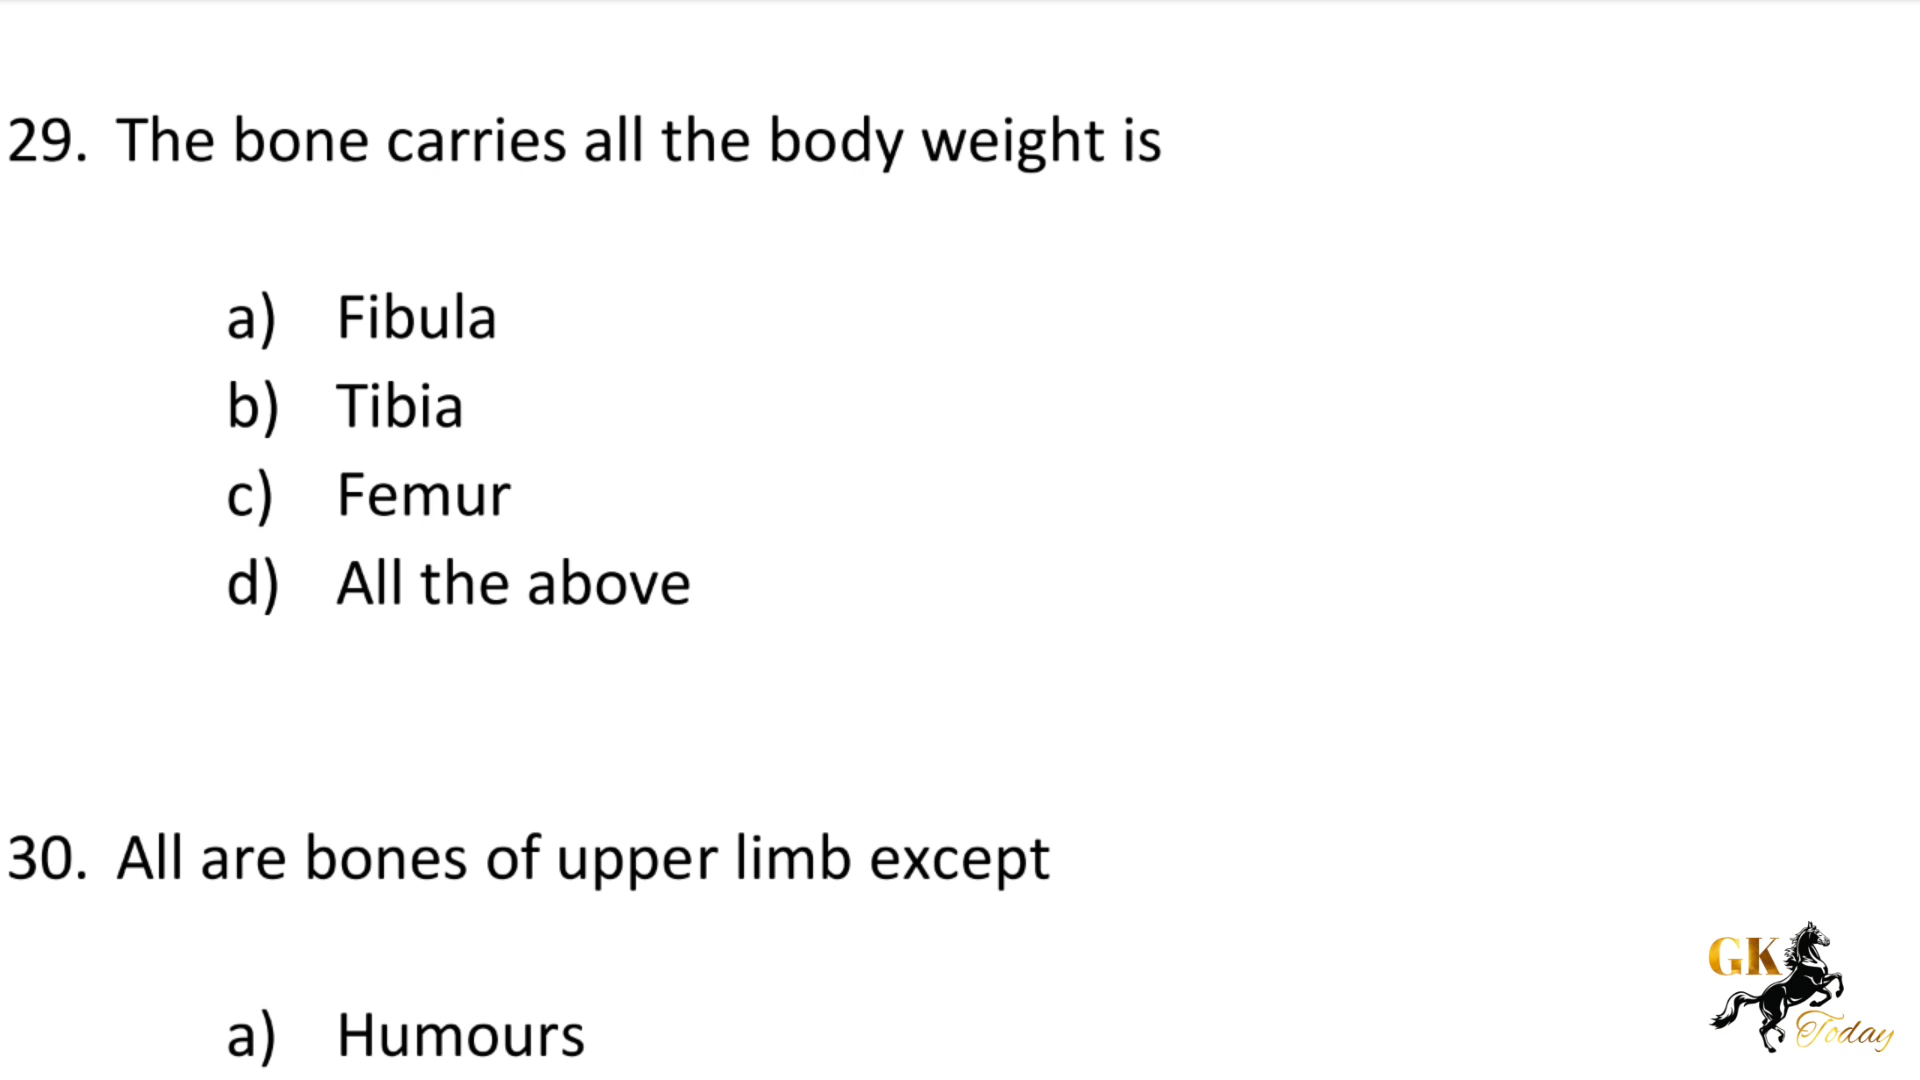 29. The bone carries all the body weight is
a) Fibula
b) Tibia
c) Femur
d) All the above
30. All are bones of upper limb except
a) Humours
GK
Today